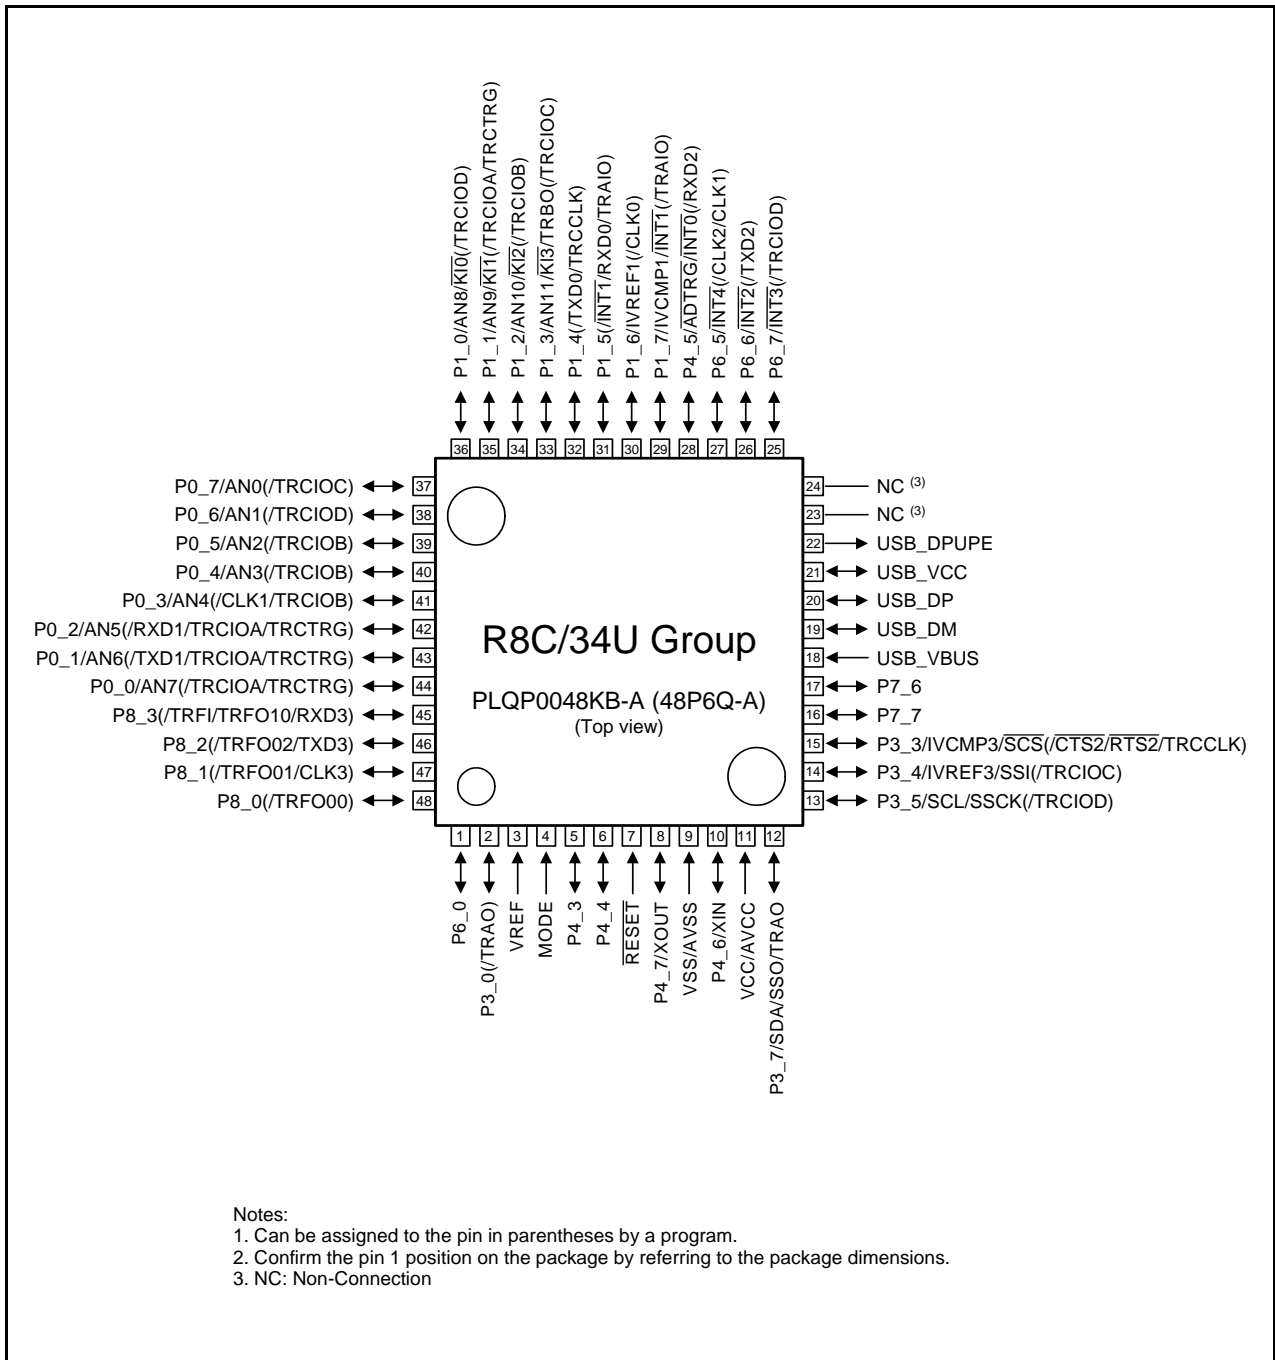 P1_0/AN8/KI0(/TRCIOD)
P1_1/AN9/KI1(/TRCIOA/TRCTRG)
P1_2/AN10/KI2(/TRCIOB)
P1_3/AN11/KI3/TRBO(/TRCIOC)
P1_4(/TXD0/TRCCLK)
P1_5(/INT1/RXD0/TRAIO)
P1_6/IVREF1(/CLK0)
P1_7/IVCMP1/INT1(/TRAIO)
P4_5/ADTRG/INT0(/RXD2)
P6_5/INT4(/CLK2/CLK1)
P6_6/INT2(/TXD2)
P6_7/INT3(/TRCIOD)
36 35 34 33 32 31 30 29 28 27 26 25
P0_7/AN0(/TRCIOC) 37
P0_6/AN1(/TRCIOD) 38
P0_5/AN2(/TRCIOB) 39
P0_4/AN3(/TRCIOB) 40
P0_3/AN4(/CLK1/TRCIOB) 41
P0_2/AN5(/RXD1/TRCIOA/TRCTRG) 42
P0_1/AN6(/TXD1/TRCIOA/TRCTRG) 43
P0_0/AN7(/TRCIOA/TRCTRG) 44
P8_3(/TRFI/TRFO10/RXD3) 45
P8_2(/TRFO02/TXD3) 46
P8_1(/TRFO01/CLK3) 47
P8_0(/TRFO00) 48
R8C/34U Group
PLQP0048KB-A (48P6Q-A)
(Top view)
24 NC (3)
23 NC (3)
22 USB_DPUPE
21 USB_VCC
20 USB_DP
19 USB_DM
18 USB_VBUS
17 P7_6
16 P7_7
15 P3_3/IVCMP3/SCS(/CTS2/RTS2/TRCCLK)
14 P3_4/IVREF3/SSI(/TRCIOC)
13 P3_5/SCL/SSCK(/TRCIOD)
1 2 3 4 5 6 7 8 9 10 11 12
P6_0
P3_0(/TRAO)
VREF
MODE
P4_3
P4_4
RESET
P4_7/XOUT
VSS/AVSS
P4_6/XIN
VCC/AVCC
P3_7/SDA/SSO/TRAO
Notes:
1. Can be assigned to the pin in parentheses by a program.
2. Confirm the pin 1 position on the package by referring to the package dimensions.
3. NC: Non-Connection